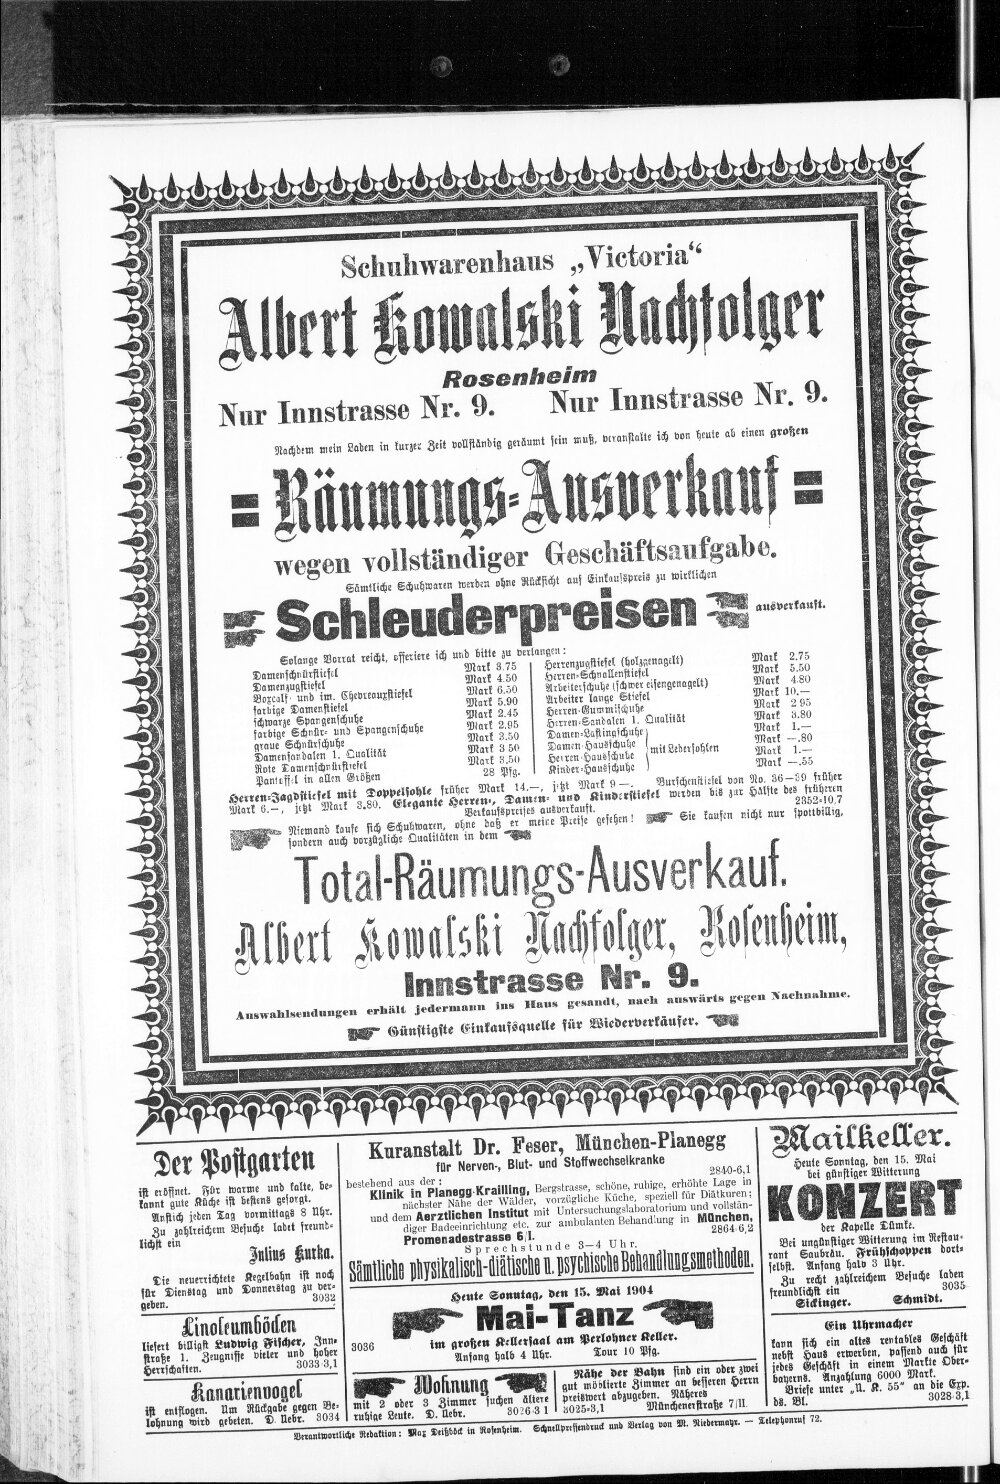 Schuhwarenhaus „Victoria“
Albert Kowalski Nachfolger
Rosenheim
Nur Innstrasse Nr. 9. Nur Innstrasse Nr. 9.
Nachdem mein Laden in kurzer Zeit vollständig geräumt sein muß, veranstalte ich von heute ab einen großen
= Räumungs-Ausverkauf =
wegen vollständiger Geschäftsaufgabe.
Sämtliche Schuhwaren werden ohne Rücksicht auf Einkaufspreis zu wirklichen
Schleuderpreisen ausverkauft.
Solange Vorrat reicht, offeriere ich und bitte zu verlangen:
Damenschnürstiefel Mark 3.75
Damenzugstiefel Mark 4.50
Boxcalf- und im. Chevreauxstiefel Mark 6.50
farbige Damenstiefel Mark 5.90
schwarze Spangenschuhe Mark 2.45
farbige Schnür- und Spangenschuhe Mark 2.95
graue Schnürschuhe Mark 3.50
Damensandalen 1. Qualität Mark 3 50
Rote Damenschnürstiefel Mark 3,50
Pantoffel in allen Größen 28 Pfg.
Herrenzugstiefel (holzgenagelt) Mark 2.75
Herren-Schnallenstiefel Mark 5.50
Arbeiterschuhe (schwer eisengenagelt) Mark 4.80
Arbeiter lange Stiefel Mark 10.—
Herren-Gummischuhe Mark 2 95
Herren-Sandalen 1. Qualität Mark 3.80
Damen-Lastingschuhe Mark 1.—
Damen-Hausschuhe mit Ledersohlen Mark —.80
Herren-Hausschuhe Mark 1.—
Kinder-Hausschuhe Mark —.55
Herren-Jagdstiefel mit Doppelsohle früher Mark 14.—, jetzt Mark 9 —. Burschenstiefel von No. 36—39 früher
Mark 6.—, jetzt Mark 3.80. Elegante Herren-, Damen- und Kinderstiefel werden bis zur Hälfte des früheren
Verkaufspreises ausverkauft. 2352=10,7
Niemand kaufe sich Schuhwaren, ohne daß er meine Preise gesehen! Sie kaufen nicht nur spottbillig,
sondern auch vorzügliche Qualitäten in dem
Total-Räumungs-Ausverkauf.
Albert Kowalski Nachfolger, Rosenheim,
Innstrasse Nr. 9.
Auswahlsendungen erhält jedermann ins Haus gesandt, nach auswärts gegen Nachnahme.
Günstigste Einkaufsquelle für Wiederverkäufer.
Der Postgarten
ist eröffnet. Für warme und kalte, be-
kannt gute Küche ist bestens gesorgt.
Anstich jeden Tag vormittags 8 Uhr.
Zu zahlreichem Besuche ladet freund-
lichst ein
Julius Kurka.
Die neuerrichtete Kegelbahn ist noch
für Dienstag und Donnerstag zu ver-
geben. 3032
Linoleumböden
liefert billigst Ludwig Fischer, Inn-
straße 1. Zeugnisse vieler und hoher
Herrschaften. 3033 3,1
Kanarienvogel
ist entflogen. Um Rückgabe gegen Be-
lohnung wird gebeten. D. Uebr. 3034
Kuranstalt Dr. Feser, München-Planegg
für Nerven-, Blut- und Stoffwechselkranke
2840-6,1
bestehend aus der:
Klinik in Planegg-Krailling, Bergstrasse, schöne, ruhige, erhöhte Lage in
nächster Nähe der Wälder, vorzügliche Küche, speziell für Diätkuren;
und dem Aerztlichen Institut mit Untersuchungslaboratorium und vollstän-
diger Badeeinrichtung etc. zur ambulanten Behandlung in München,
Promenadestrasse 6/I. 2864-6,2
Sprechstunde 3—4 Uhr.
Sämtliche physikalisch-diätische u. psychische Behandlungsmethoden.
Heute Sonntag, den 15. Mai 1904
Mai-Tanz
im großen Kellersaal am Perlohner Keller.
3036 Anfang halb 4 Uhr. Tour 10 Pfg.
Wohnung
mit 2 oder 3 Zimmer suchen ältere
ruhige Leute. D. Uebr. 3026-3 1
Nähe der Bahn sind ein oder zwei
gut möblierte Zimmer an besseren Herrn
preiswert abzugeben. Näheres
3025-3,1 Münchenerstraße 7/II.
Mailkeller.
Heute Sonntag, den 15. Mai
bei günstiger Witterung
KONZERT
der Kapelle Dümke.
Bei ungünstiger Witterung im Restau-
rant Saubräu. Frühschoppen dort-
selbst. Anfang halb 3 Uhr.
Zu recht zahlreichem Besuche laden
freundlichst ein 3035
Sickinger. Schmidt.
Ein Uhrmacher
kann sich ein altes rentables Geschäft
nebst Haus erwerben, passend auch für
jedes Geschäft in einem Markte Ober-
bayerns. Anzahlung 6000 Mark.
Briefe unter „U. K. 55“ an die Exp.
ds. Bl. 3028-3,1
Verantwortliche Redaktion: Max Deißböck in Rosenheim. Schnellpressendruck und Verlag von M. Niedermayr. — Telephonruf 72.